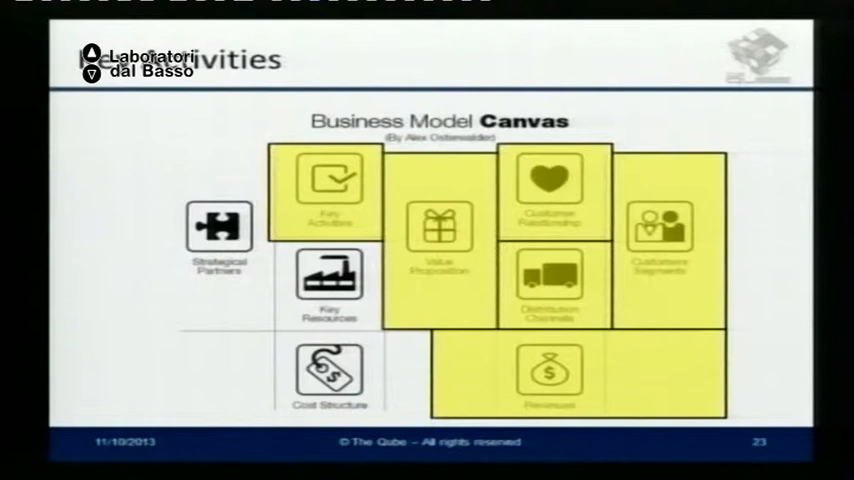 Key Activities
Laboratori
dal Basso
Business Model Canvas
(By Alex Osterwalder)
Key
Activities
Customer
Relationship
Strategical
Partners
Value
Proposition
Customers
Segments
Key
Resources
Distribution
Channels
Cost Structure
Revenues
11/10/2013
© The Qube – All rights reserved
23